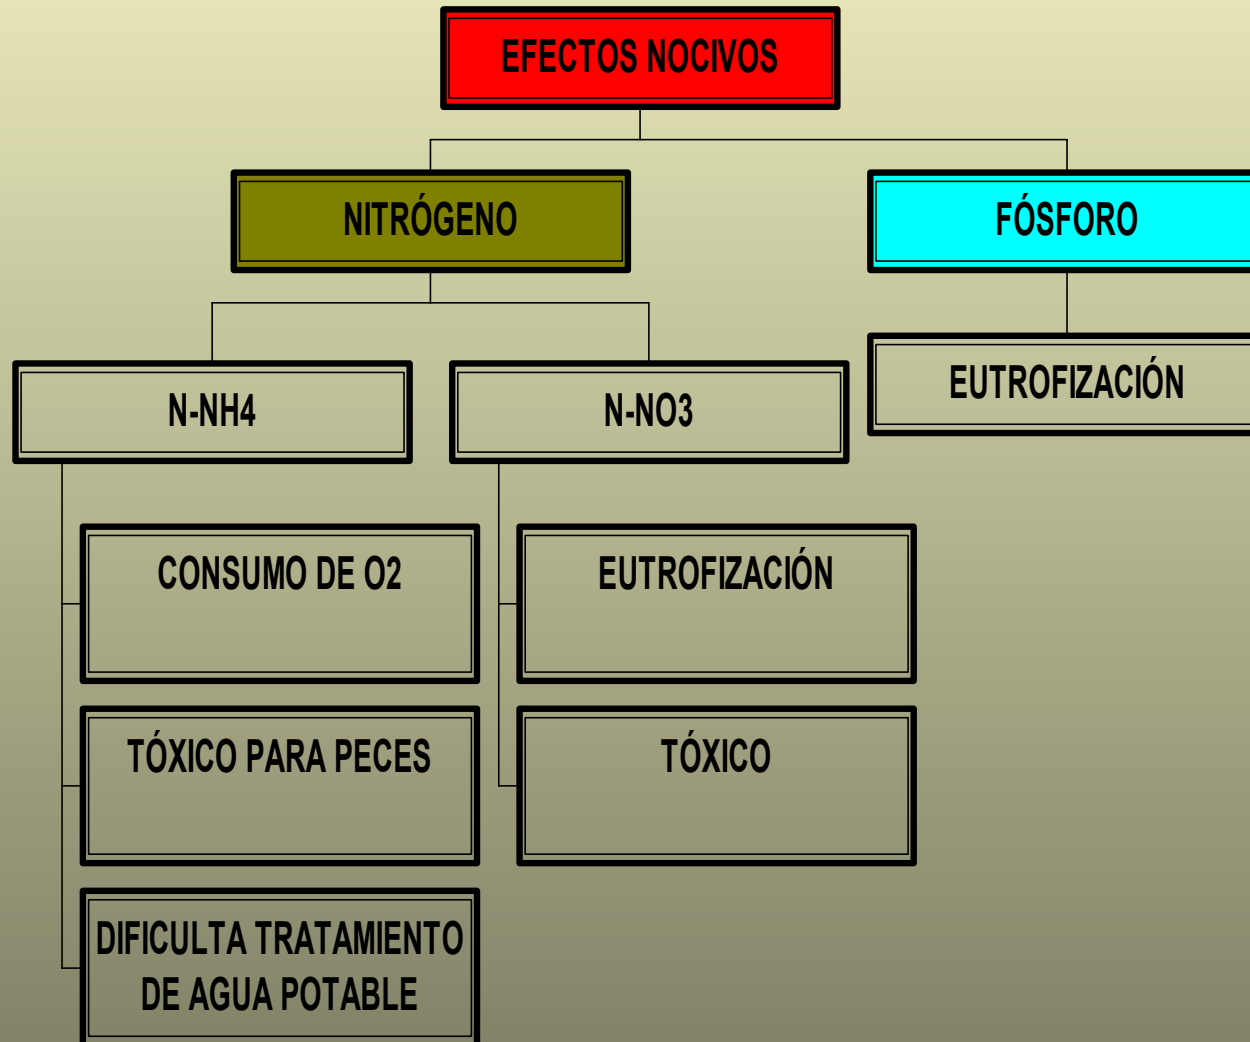 EFECTOS NOCIVOS
NITRÓGENO
FÓSFORO
N-NH4
N-NO3
EUTROFIZACIÓN
CONSUMO DE O2
EUTROFIZACIÓN
TÓXICO PARA PECES
TÓXICO
DIFICULTA TRATAMIENTO
DE AGUA POTABLE